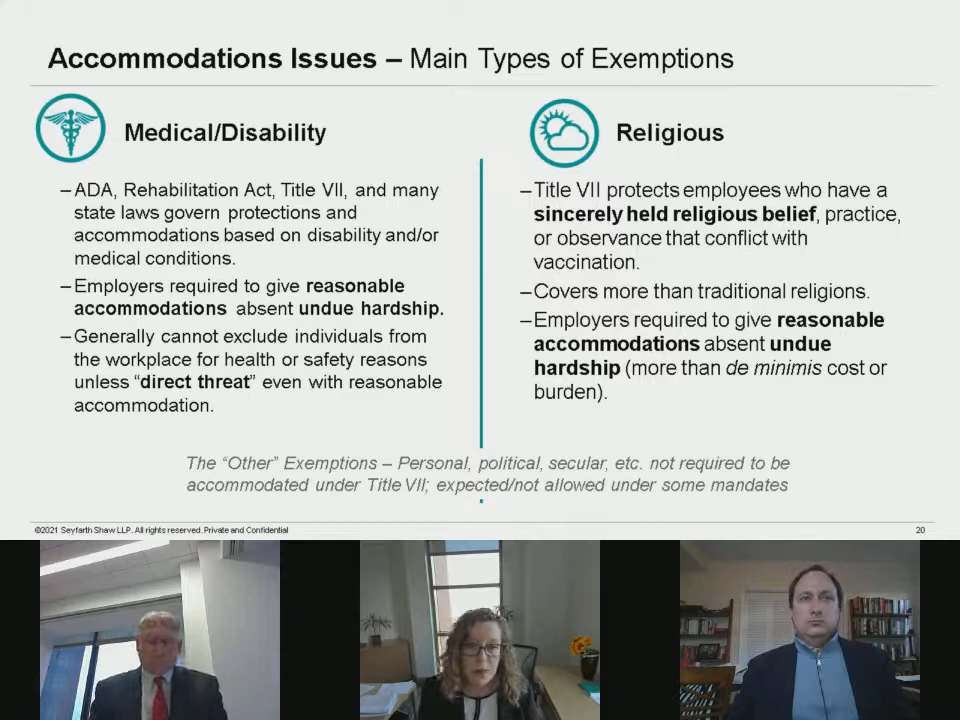 Accommodations Issues – Main Types of Exemptions
Medical/Disability
– ADA, Rehabilitation Act, Title VII, and many
state laws govern protections and
accommodations based on disability and/or
medical conditions.
– Employers required to give reasonable
accommodations absent undue hardship.
– Generally cannot exclude individuals from
the workplace for health or safety reasons
unless “direct threat” even with reasonable
accommodation.
Religious
– Title VII protects employees who have a
sincerely held religious belief, practice,
or observance that conflict with
vaccination.
– Covers more than traditional religions.
– Employers required to give reasonable
accommodations absent undue
hardship (more than de minimis cost or
burden).
The “Other” Exemptions – Personal, political, secular, etc. not required to be
accommodated under Title VII; expected/not allowed under some mandates
©2021 Seyfarth Shaw LLP. All rights reserved. Private and Confidential
20